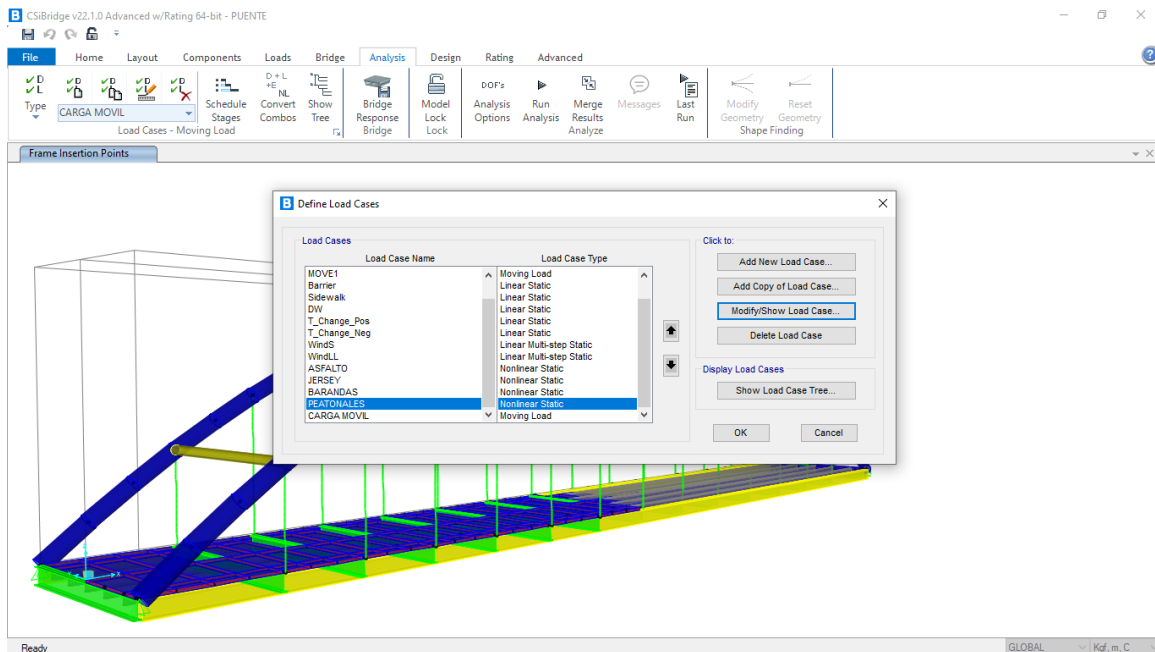 B CSiBridge v22.1.0 Advanced w/Rating 64-bit - PUENTE
File Home Layout Components Loads Bridge Analysis Design Rating Advanced
Type
CARGA MOVIL
Schedule Stages
Convert Combos
Show Tree
Load Cases - Moving Load
Bridge Response
Bridge
Model Lock
Lock
DOF's
Analysis Options
Run Analysis
Merge Results
Messages
Last Run
Analyze
Modify Geometry
Reset Geometry
Shape Finding
Frame Insertion Points
B Define Load Cases
Load Cases
Load Case Name Load Case Type
MOVE1 Moving Load
Barrier Linear Static
Sidewalk Linear Static
DW Linear Static
T_Change_Pos Linear Static
T_Change_Neg Linear Static
WindS Linear Multi-step Static
WindLL Linear Multi-step Static
ASFALTO Nonlinear Static
JERSEY Nonlinear Static
BARANDAS Nonlinear Static
PEATONALES Nonlinear Static
CARGA MOVIL Moving Load
Click to:
Add New Load Case...
Add Copy of Load Case...
Modify/Show Load Case...
Delete Load Case
Display Load Cases
Show Load Case Tree...
OK Cancel
Ready
GLOBAL Kgf, m, C